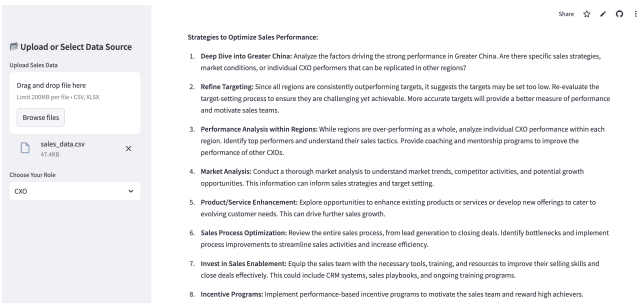 Share
Upload or Select Data Source
Upload Sales Data
Drag and drop file here
Limit 200MB per file • CSV, XLSX
Browse files
sales_data.csv
47.4KB
Choose Your Role
CXO
Strategies to Optimize Sales Performance:
1. Deep Dive into Greater China: Analyze the factors driving the strong performance in Greater China. Are there specific sales strategies,
market conditions, or individual CXO performers that can be replicated in other regions?
2. Refine Targeting: Since all regions are consistently outperforming targets, it suggests the targets may be set too low. Re-evaluate the
target-setting process to ensure they are challenging yet achievable. More accurate targets will provide a better measure of performance
and motivate sales teams.
3. Performance Analysis within Regions: While regions are over-performing as a whole, analyze individual CXO performance within each
region. Identify top performers and understand their sales tactics. Provide coaching and mentorship programs to improve the
performance of other CXOs.
4. Market Analysis: Conduct a thorough market analysis to understand market trends, competitor activities, and potential growth
opportunities. This information can inform sales strategies and target setting.
5. Product/Service Enhancement: Explore opportunities to enhance existing products or services or develop new offerings to cater to
evolving customer needs. This can drive further sales growth.
6. Sales Process Optimization: Review the entire sales process, from lead generation to closing deals. Identify bottlenecks and implement
process improvements to streamline sales activities and increase efficiency.
7. Invest in Sales Enablement: Equip the sales team with the necessary tools, training, and resources to improve their selling skills and
close deals effectively. This could include CRM systems, sales playbooks, and ongoing training programs.
8. Incentive Programs: Implement performance-based incentive programs to motivate the sales team and reward high achievers.